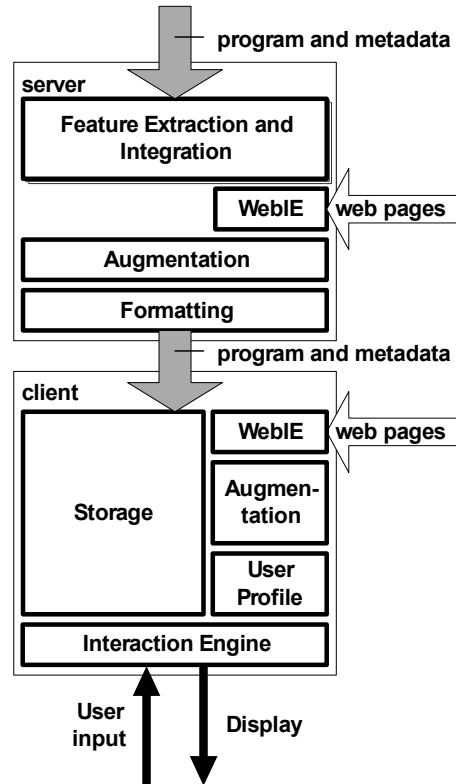 program and metadata
server
Feature Extraction and
Integration
WebIE
web pages
Augmentation
Formatting
program and metadata
client
WebIE
web pages
Storage
Augmen-
tation
User
Profile
Interaction Engine
User
input
Display